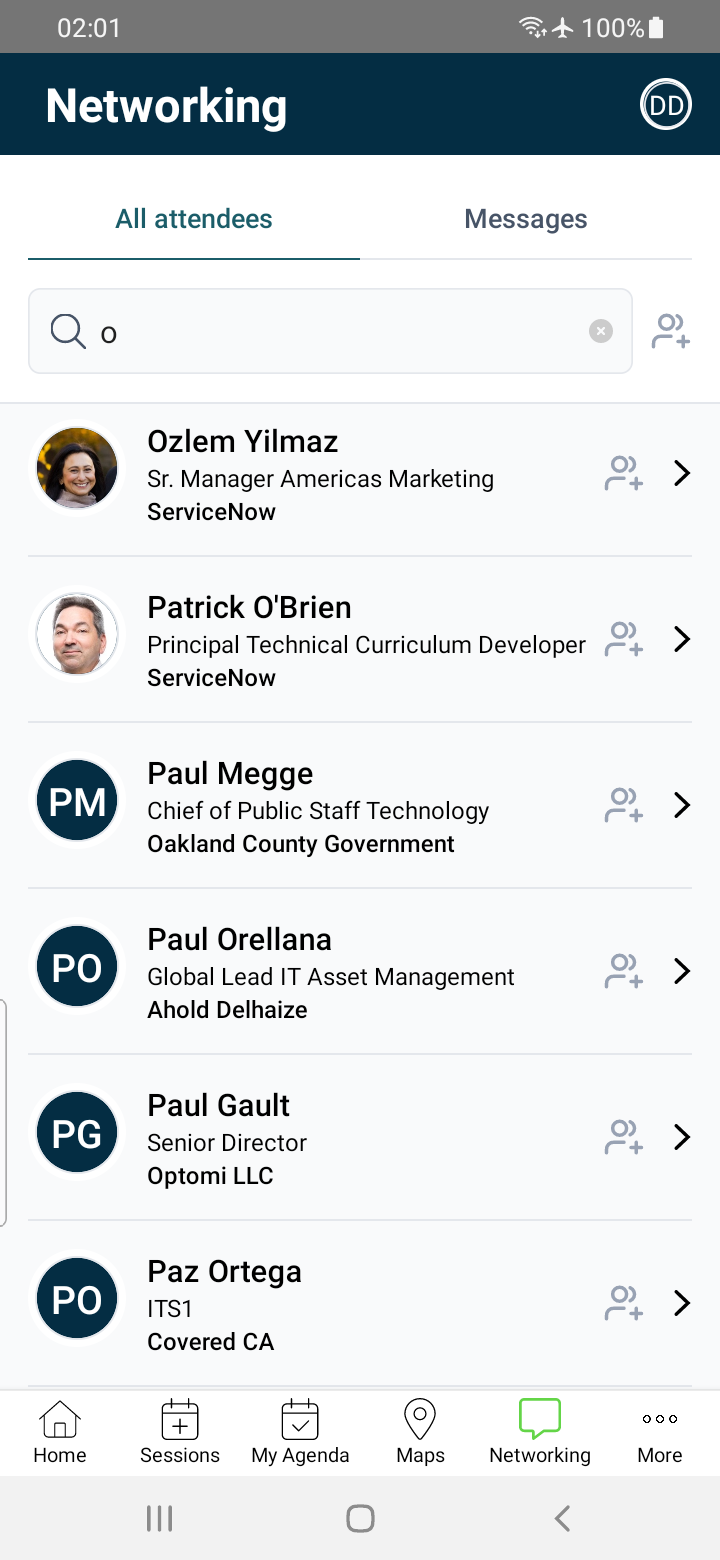 02:01
100%
Networking
DD
All attendees
Messages
o
Ozlem Yilmaz
Sr. Manager Americas Marketing
ServiceNow
Patrick O'Brien
Principal Technical Curriculum Developer
ServiceNow
PM
Paul Megge
Chief of Public Staff Technology
Oakland County Government
PO
Paul Orellana
Global Lead IT Asset Management
Ahold Delhaize
PG
Paul Gault
Senior Director
Optomi LLC
PO
Paz Ortega
ITS1
Covered CA
Home
Sessions
My Agenda
Maps
Networking
More